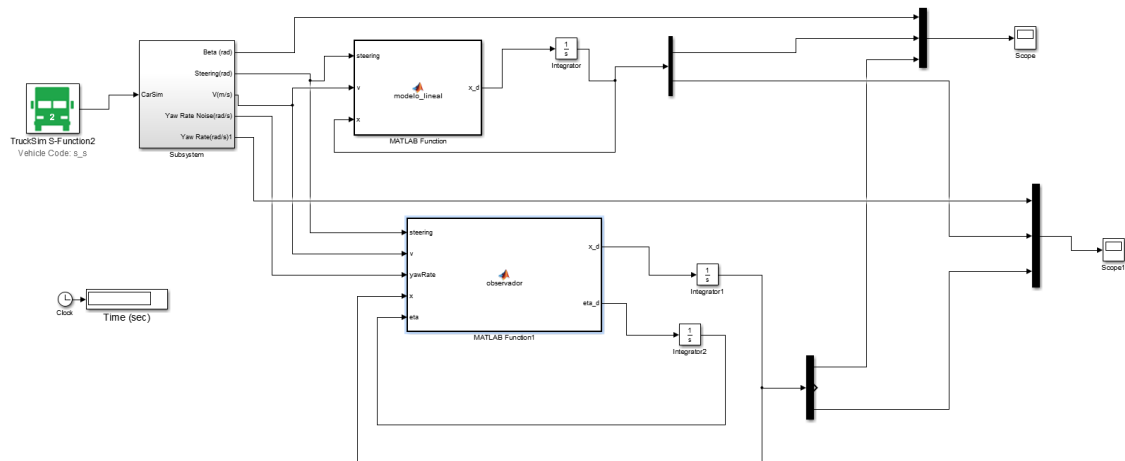 2
TruckSim S-Function2
Vehicle Code: s_s
CarSim
Beta (rad)
Steering(rad)
V(m/s)
Yaw Rate Noise(rad/s)
Yaw Rate(rad/s)1
Subsystem
steering
v
x
modelo_lineal
x_d
MATLAB Function
1
s
Integrator
Scope
steering
v
yawRate
x
eta
observador
x_d
eta_d
MATLAB Function1
1
s
Integrator1
1
s
Integrator2
Scope1
Clock
Time (sec)